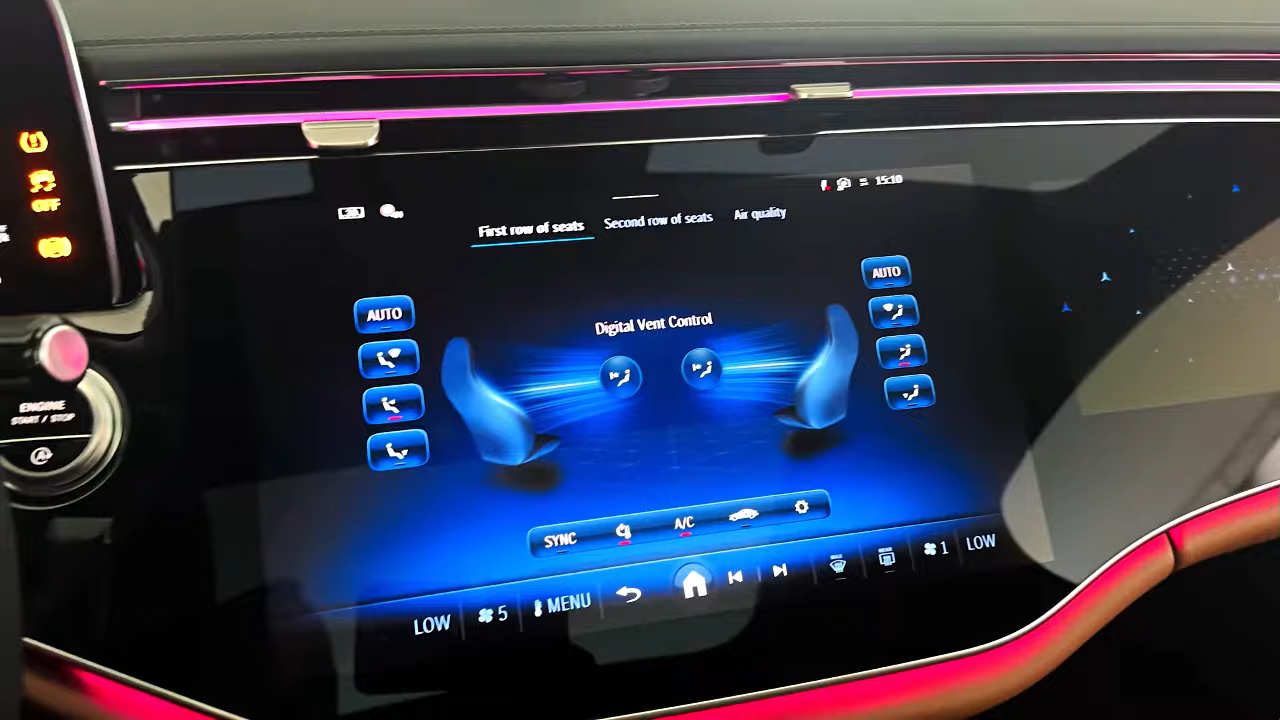 OFF
15:10
First row of seats
Second row of seats
Air quality
AUTO
AUTO
Digital Vent Control
ENGINE
START / STOP
SYNC
A/C
LOW
5
MENU
REAR
1
LOW